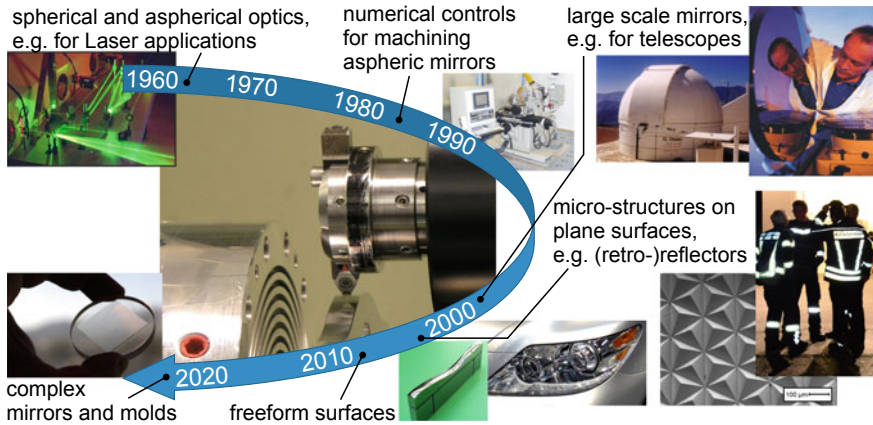 spherical and aspherical optics,
e.g. for Laser applications
numerical controls
for machining
aspheric mirrors
large scale mirrors,
e.g. for telescopes
1960
1970
1980
1990
micro-structures on
plane surfaces,
e.g. (retro-)reflectors
2000
2010
2020
100 µm
complex
mirrors and molds
freeform surfaces